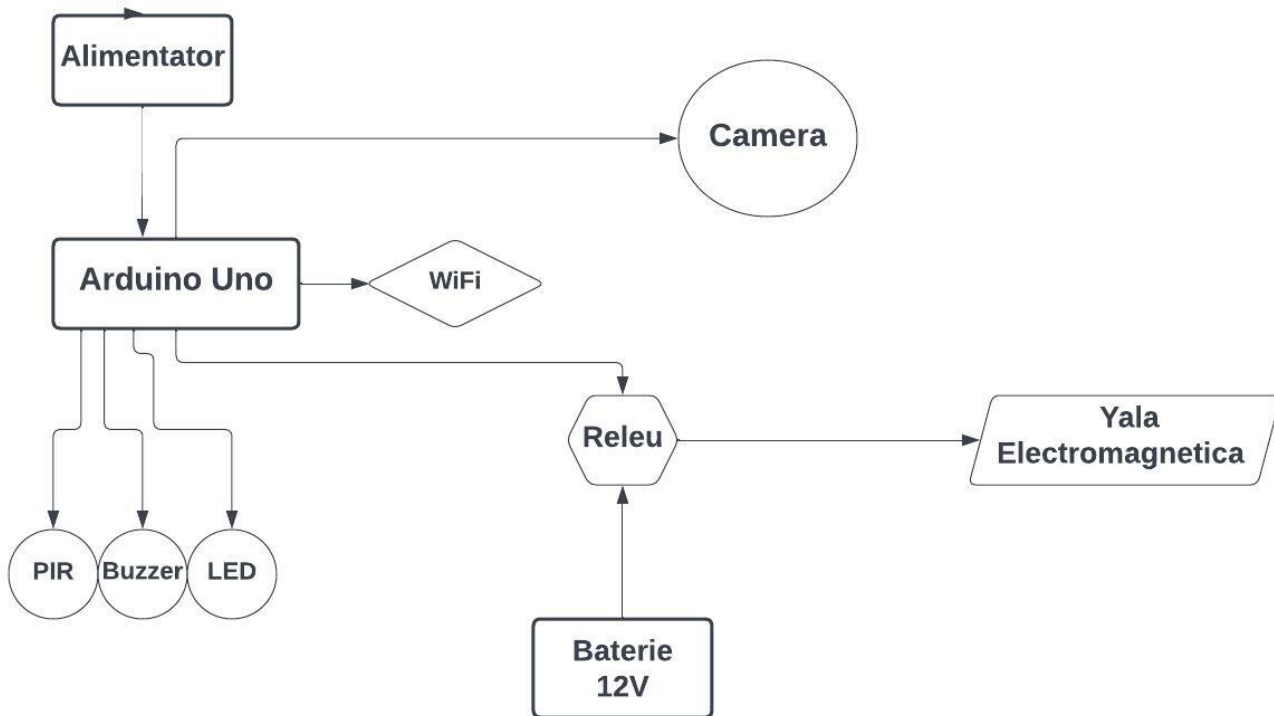 Alimentator
Camera
Arduino Uno
WiFi
Releu
Yala
Electromagnetica
PIR
Buzzer
LED
Baterie
12V